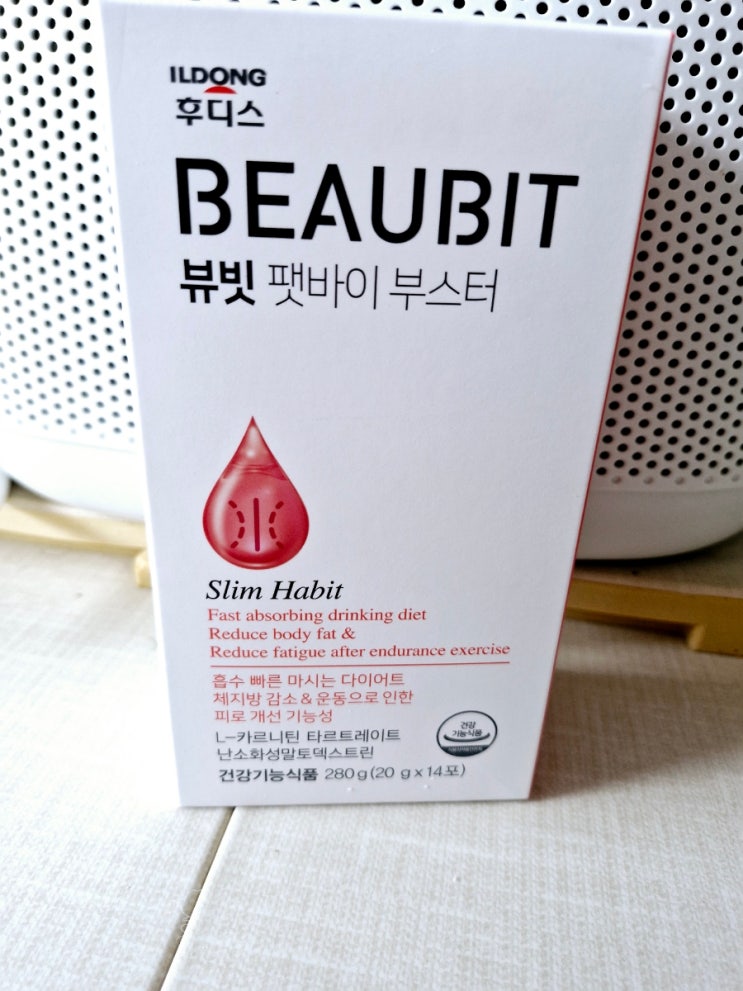 ILDONG
후디스
BEAUBIT
뷰빗 팻바이 부스터
Slim Habit
Fast absorbing drinking diet
Reduce body fat &
Reduce fatigue after endurance exercise
흡수 빠른 마시는 다이어트
체지방 감소 & 운동으로 인한
피로 개선 기능성
L-카르니틴 타르트레이트
난소화성말토덱스트린
건강
기능식품
건강기능식품 280 g (20 g x 14포)